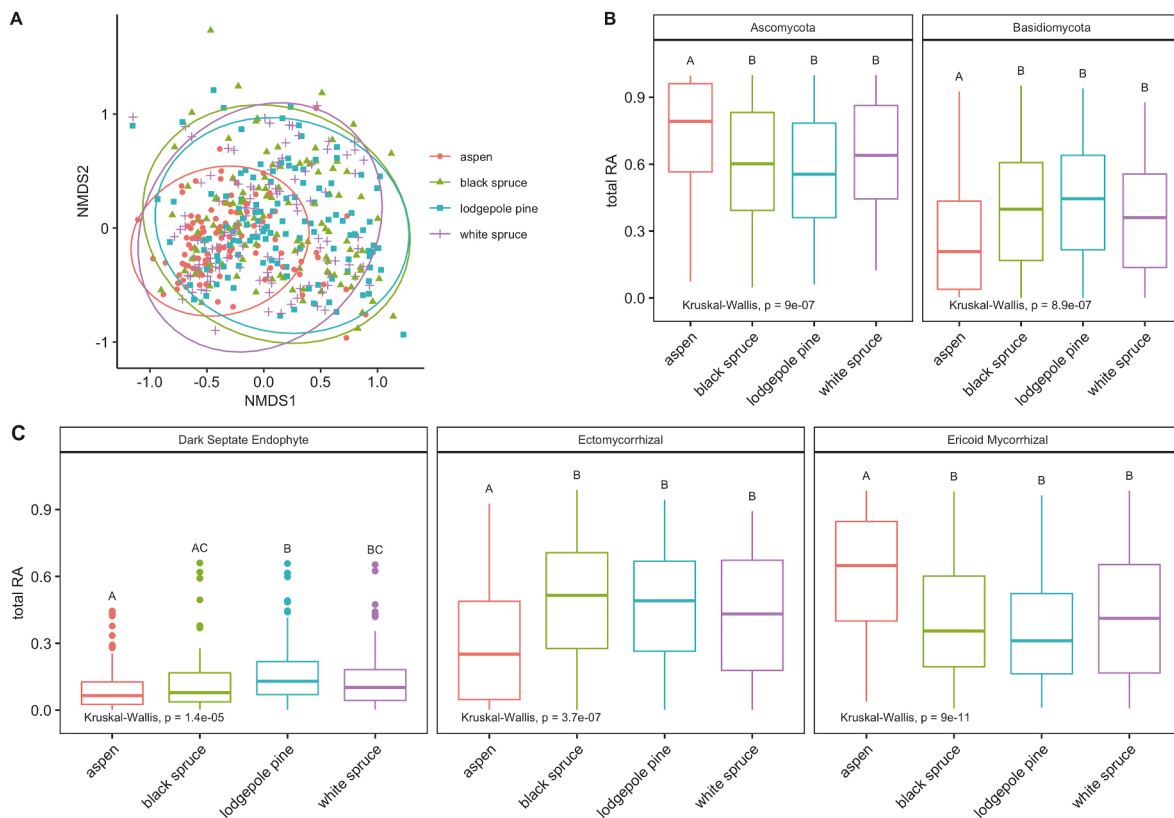 A
NMDS2
1
0
-1
-1.0 -0.5 0.0 0.5 1.0
NMDS1
aspen
black spruce
lodgepole pine
white spruce
B
Ascomycota Basidiomycota
total RA
0.9
0.6
0.3
0.0
A B B B
A B B B
Kruskal-Wallis, p = 9e-07 Kruskal-Wallis, p = 8.9e-07
aspen black spruce lodgepole pine white spruce aspen black spruce lodgepole pine white spruce
C
Dark Septate Endophyte Ectomycorrhizal Ericoid Mycorrhizal
total RA
0.9
0.6
0.3
0.0
A AC B BC
A B B B
A B B B
Kruskal-Wallis, p = 1.4e-05 Kruskal-Wallis, p = 3.7e-07 Kruskal-Wallis, p = 9e-11
aspen black spruce lodgepole pine white spruce aspen black spruce lodgepole pine white spruce aspen black spruce lodgepole pine white spruce